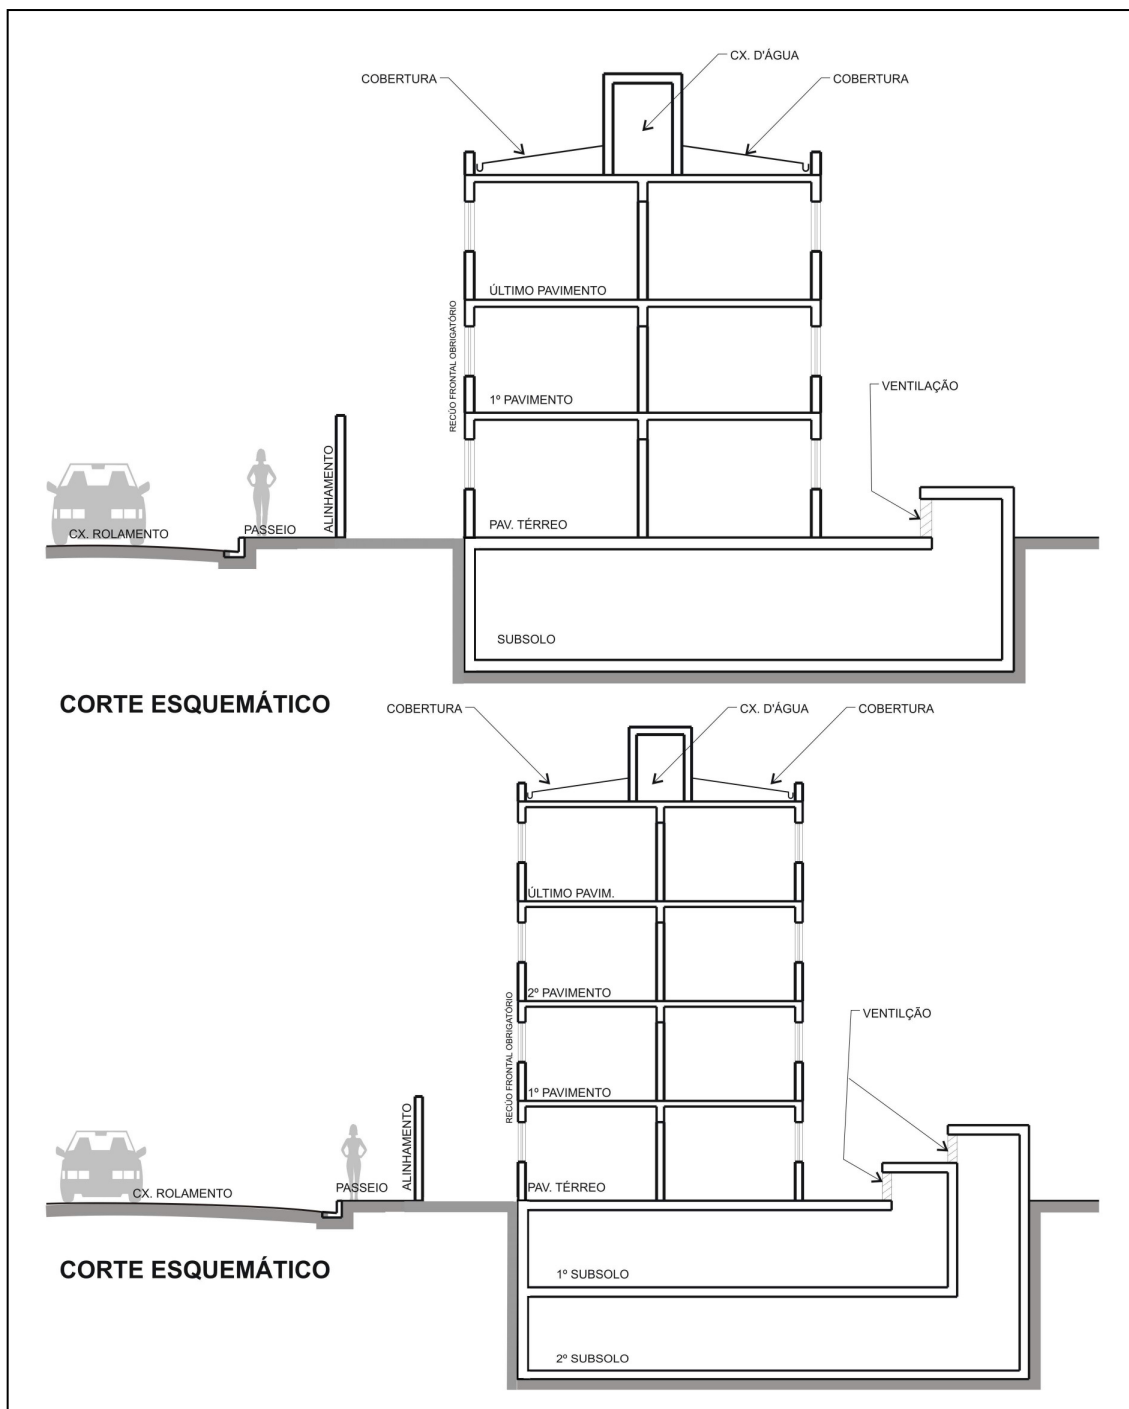 CX. D'ÁGUA
COBERTURA
COBERTURA
ÚLTIMO PAVIMENTO
RECÚO FRONTAL OBRIGATÓRIO
1º PAVIMENTO
VENTILAÇÃO
ALINHAMENTO
PAV. TÉRREO
CX. ROLAMENTO
PASSEIO
SUBSOLO
CORTE ESQUEMÁTICO
COBERTURA
CX. D'ÁGUA
COBERTURA
ÚLTIMO PAVIM.
2º PAVIMENTO
RECÚO FRONTAL OBRIGATÓRIO
VENTILÇÃO
1º PAVIMENTO
ALINHAMENTO
PASSEIO
PAV. TÉRREO
CX. ROLAMENTO
CORTE ESQUEMÁTICO
1º SUBSOLO
2º SUBSOLO